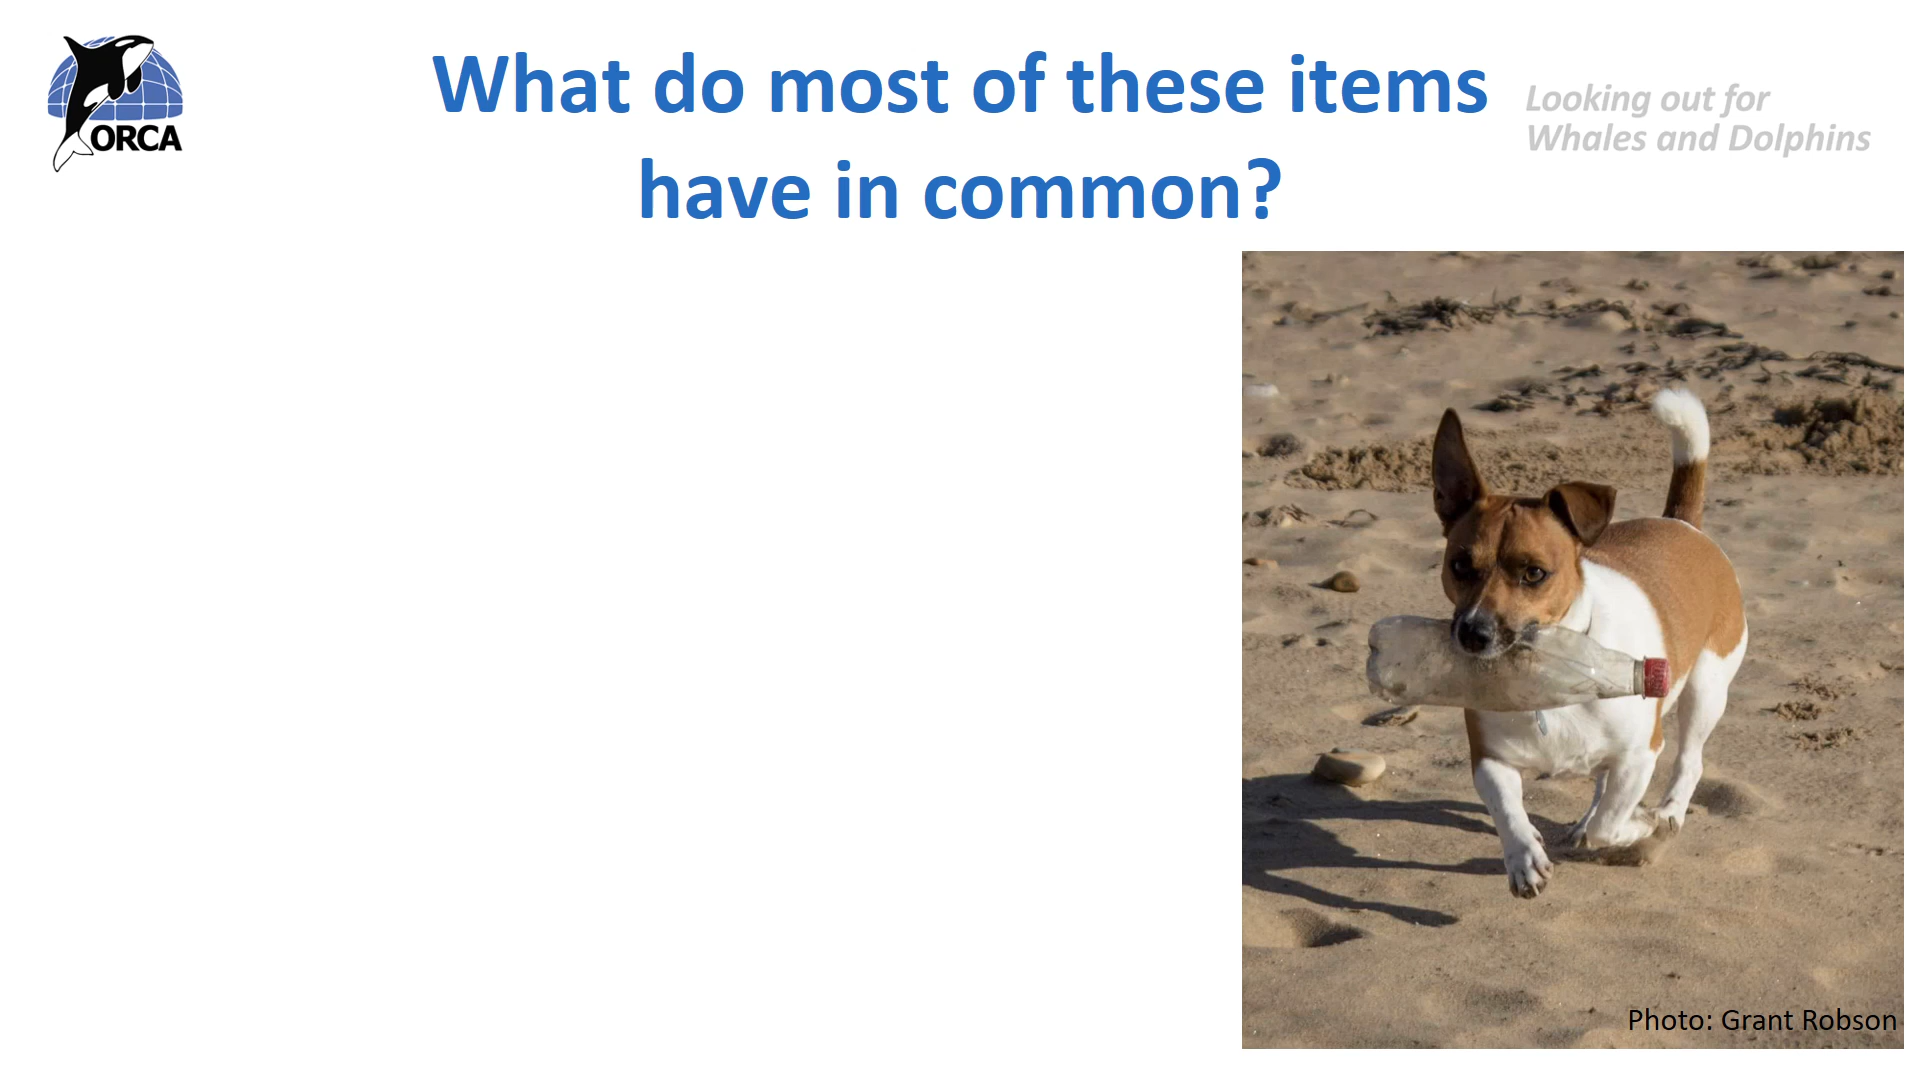 ORCA
What do most of these items
have in common?
Looking out for
Whales and Dolphins
Photo: Grant Robson